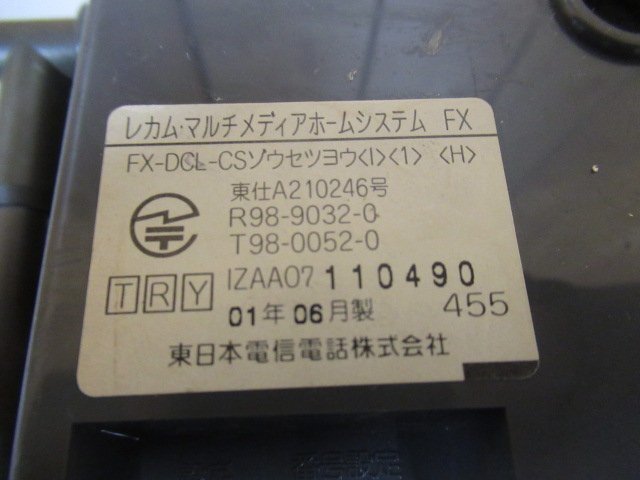 レカム・マルチメディアホームシステム FX
FX-DCL-CSゾウセツヨウ<I><1> <H>
東仕A210246号
R98-9032-0
T98-0052-0
T R Y IZAA07 110490
01年06月製 455
東日本電信電話株式会社